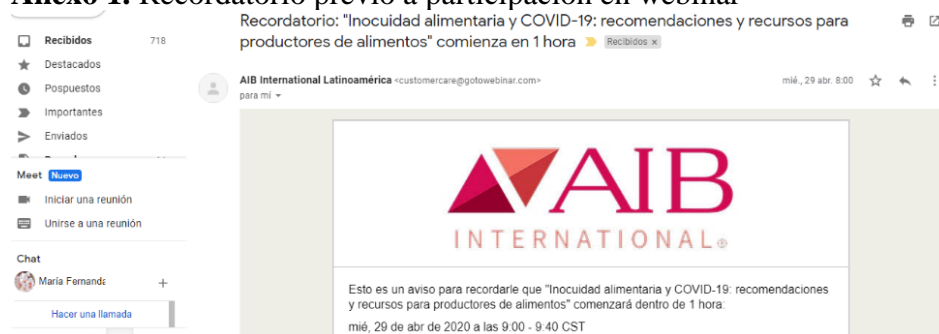 Anexo 1. Recordatorio previo a participación en webinar
Recibidos 718
Destacados
Pospuestos
Importantes
Enviados
Meet Nuevo
Iniciar una reunión
Unirse a una reunión
Chat
María Fernanda
Hacer una llamada
Recordatorio: "Inocuidad alimentaria y COVID-19: recomendaciones y recursos para
productores de alimentos" comienza en 1 hora Recibidos x
AIB International Latinoamérica <customercare@gotowebinar.com> mié., 29 abr. 8:00
para mí
AIB
INTERNATIONAL
Esto es un aviso para recordarle que "Inocuidad alimentaria y COVID-19: recomendaciones
y recursos para productores de alimentos" comenzará dentro de 1 hora:
mié, 29 de abr de 2020 a las 9:00 - 9:40 CST